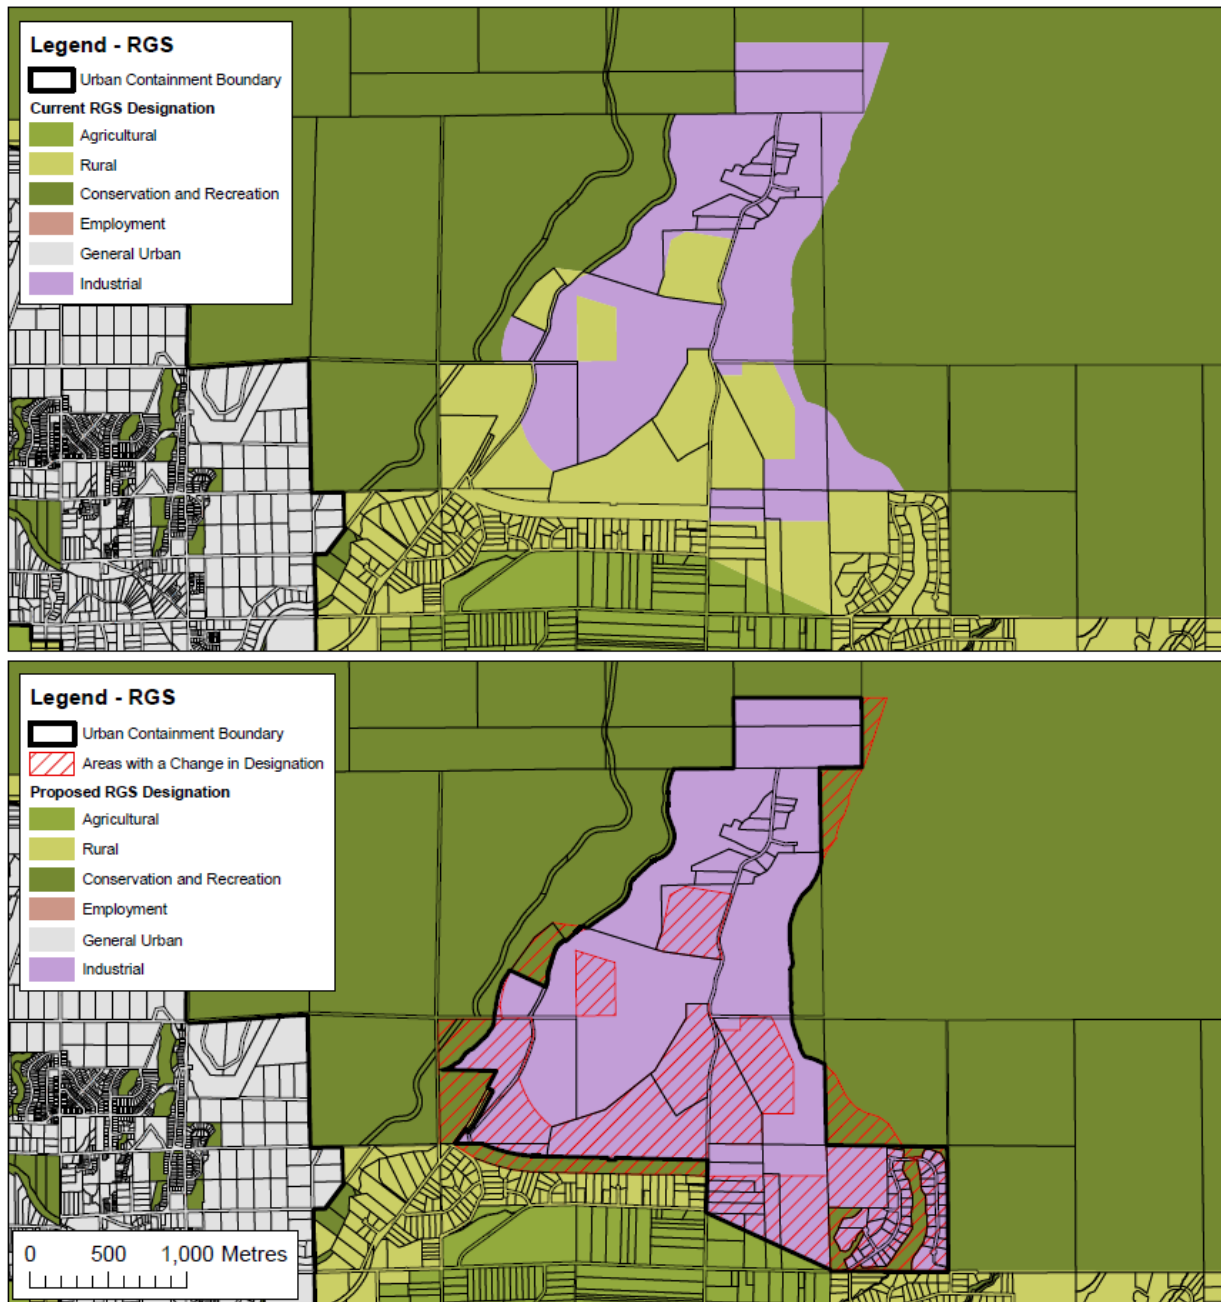 Legend - RGS
Urban Containment Boundary
Current RGS Designation
Agricultural
Rural
Conservation and Recreation
Employment
General Urban
Industrial
Legend - RGS
Urban Containment Boundary
Areas with a Change in Designation
Proposed RGS Designation
Agricultural
Rural
Conservation and Recreation
Employment
General Urban
Industrial
0 500 1,000 Metres